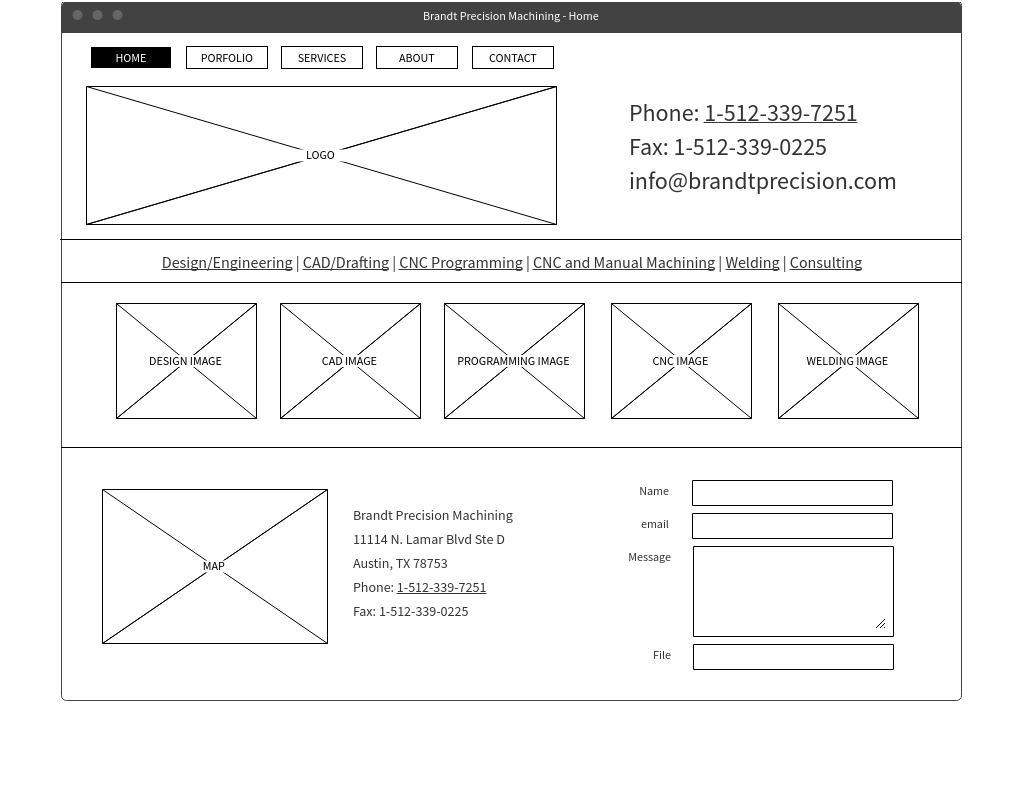 Brandt Precision Machining - Home
HOME PORFOLIO SERVICES ABOUT CONTACT
LOGO
Phone: 1-512-339-7251
Fax: 1-512-339-0225
info@brandtprecision.com
Design/Engineering | CAD/Drafting | CNC Programming | CNC and Manual Machining | Welding | Consulting
DESIGN IMAGE CAD IMAGE PROGRAMMING IMAGE CNC IMAGE WELDING IMAGE
MAP
Brandt Precision Machining
11114 N. Lamar Blvd Ste D
Austin, TX 78753
Phone: 1-512-339-7251
Fax: 1-512-339-0225
Name
email
Message
File